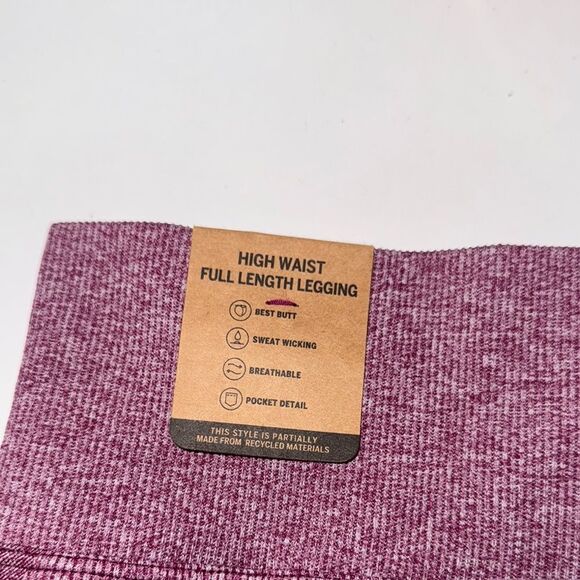 HIGH WAIST
FULL LENGTH LEGGING
BEST BUTT
SWEAT WICKING
BREATHABLE
POCKET DETAIL
THIS STYLE IS PARTIALLY
MADE FROM RECYCLED MATERIALS